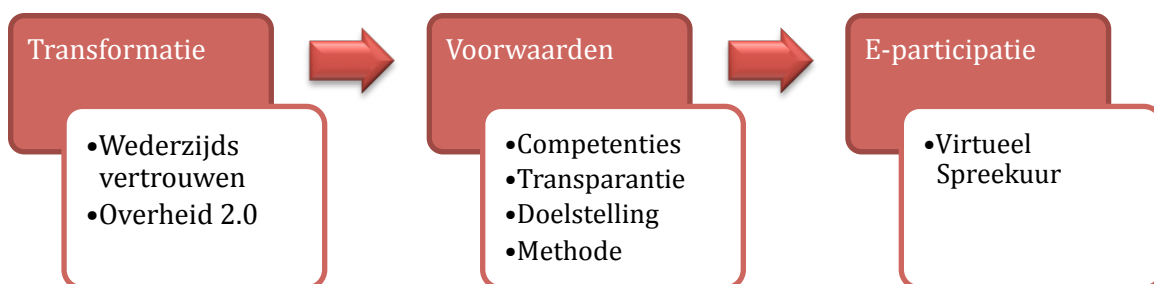 Transformatie
•Wederzijds
vertrouwen
•Overheid 2.0
Voorwaarden
•Competenties
•Transparantie
•Doelstelling
•Methode
E-participatie
•Virtueel
Spreekuur